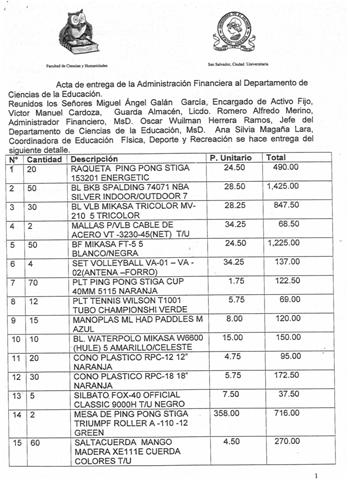 Facultad de Ciencias y Humanidades
San Salvador, Ciudad Universitaria
Acta de entrega de la Administración Financiera al Departamento de
Ciencias de la Educación.
Reunidos los Señores Miguel Ángel Galán García, Encargado de Activo Fijo,
Victor Manuel Cardoza, Guarda Almacén, Licdo. Romero Alfredo Merino,
Administrador Financiero, MsD. Oscar Wuilman Herrera Ramos, Jefe del
Departamento de Ciencias de la Educación, MsD. Ana Silvia Magaña Lara,
Coordinadora de Educación Física, Deporte y Recreación se hace entrega del
siguiente detalle.
N° Cantidad Descripción P. Unitario Total
1 20 RAQUETA PING PONG STIGA 24.50 490.00
153201 ENERGETIC
2 50 BL BKB SPALDING 74071 NBA 28.50 1,425.00
SILVER INDOOR/OUTDOOR 7
3 30 BL VLB MIKASA TRICOLOR MV- 28.25 847.50
210 5 TRICOLOR
4 2 MALLAS P/VLB CABLE DE 34.25 68.50
ACERO VT -3230-45(NET) T/U
5 50 BF MIKASA FT-5 5 24.50 1,225.00
BLANCO/NEGRA
6 4 SET VOLLEYBALL VA-01 – VA - 34.25 137.00
02(ANTENA –FORRO)
7 70 PLT PING PONG STIGA CUP 1.75 122.50
40MM 5115 NARANJA
8 12 PLT TENNIS WILSON T1001 5.75 69.00
TUBO CHAMPIONSHI VERDE
9 15 MANOPLAS ML HAD PADDLES M 8.00 120.00
AZUL
10 10 BL. WATERPOLO MIKASA W6600 15.00 150.00
(HULE) 5 AMARILLO/CELESTE
11 20 CONO PLASTICO RPC-12 12" 4.75 95.00
NARANJA
12 30 CONO PLASTICO RPC-18 18" 5.75 172.50
NARANJA
13 5 SILBATO FOX-40 OFFICIAL 7.50 37.50
CLASSIC 9000H T/U NEGRO
14 2 MESA DE PING PONG STIGA 358.00 716.00
TRIUMPF ROLLER A -110 -12
GREEN
15 60 SALTACUERDA MANGO 4.50 270.00
MADERA XE111E CUERDA
COLORES T/U
1